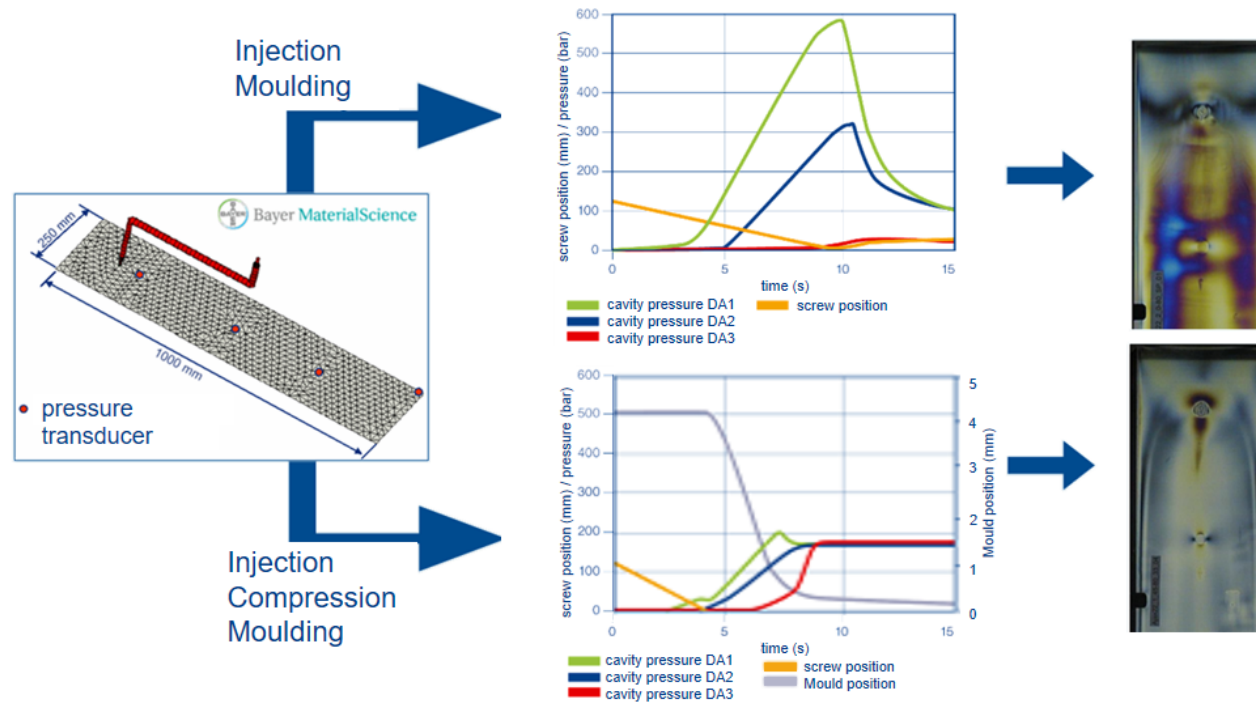 Injection
Moulding
BAYER
Bayer MaterialScience
250 mm
1000 mm
pressure
transducer
Injection
Compression
Moulding
screw position (mm) / pressure (bar)
600
500
400
300
200
100
0
0
5
10
15
time (s)
cavity pressure DA1
screw position
cavity pressure DA2
cavity pressure DA3
screw position (mm) / pressure (bar)
600
500
400
300
200
100
0
5
4
3
2
1
0
Mould position (mm)
0
5
10
15
time (s)
cavity pressure DA1
screw position
cavity pressure DA2
Mould position
cavity pressure DA3